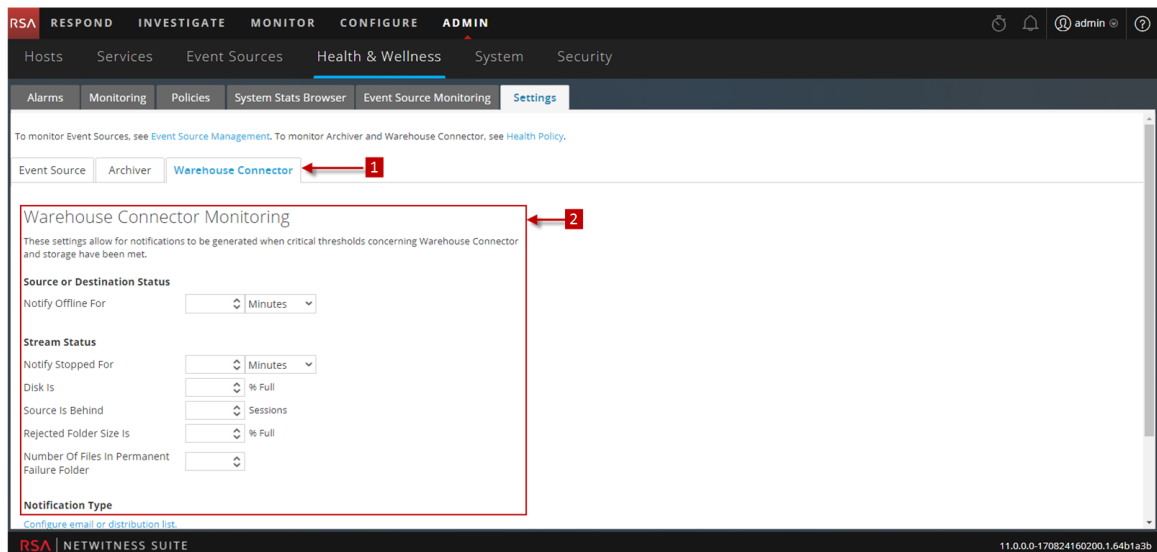 RSA RESPOND INVESTIGATE MONITOR CONFIGURE ADMIN admin
Hosts Services Event Sources Health & Wellness System Security
Alarms Monitoring Policies System Stats Browser Event Source Monitoring Settings
To monitor Event Sources, see Event Source Management. To monitor Archiver and Warehouse Connector, see Health Policy.
Event Source Archiver Warehouse Connector 1
Warehouse Connector Monitoring 2
These settings allow for notifications to be generated when critical thresholds concerning Warehouse Connector
and storage have been met.
Source or Destination Status
Notify Offline For Minutes
Stream Status
Notify Stopped For Minutes
Disk Is % Full
Source Is Behind Sessions
Rejected Folder Size Is % Full
Number Of Files In Permanent
Failure Folder
Notification Type
Configure email or distribution list.
RSA | NETWITNESS SUITE 11.0.0.0-170824160200.1.64b1a3b